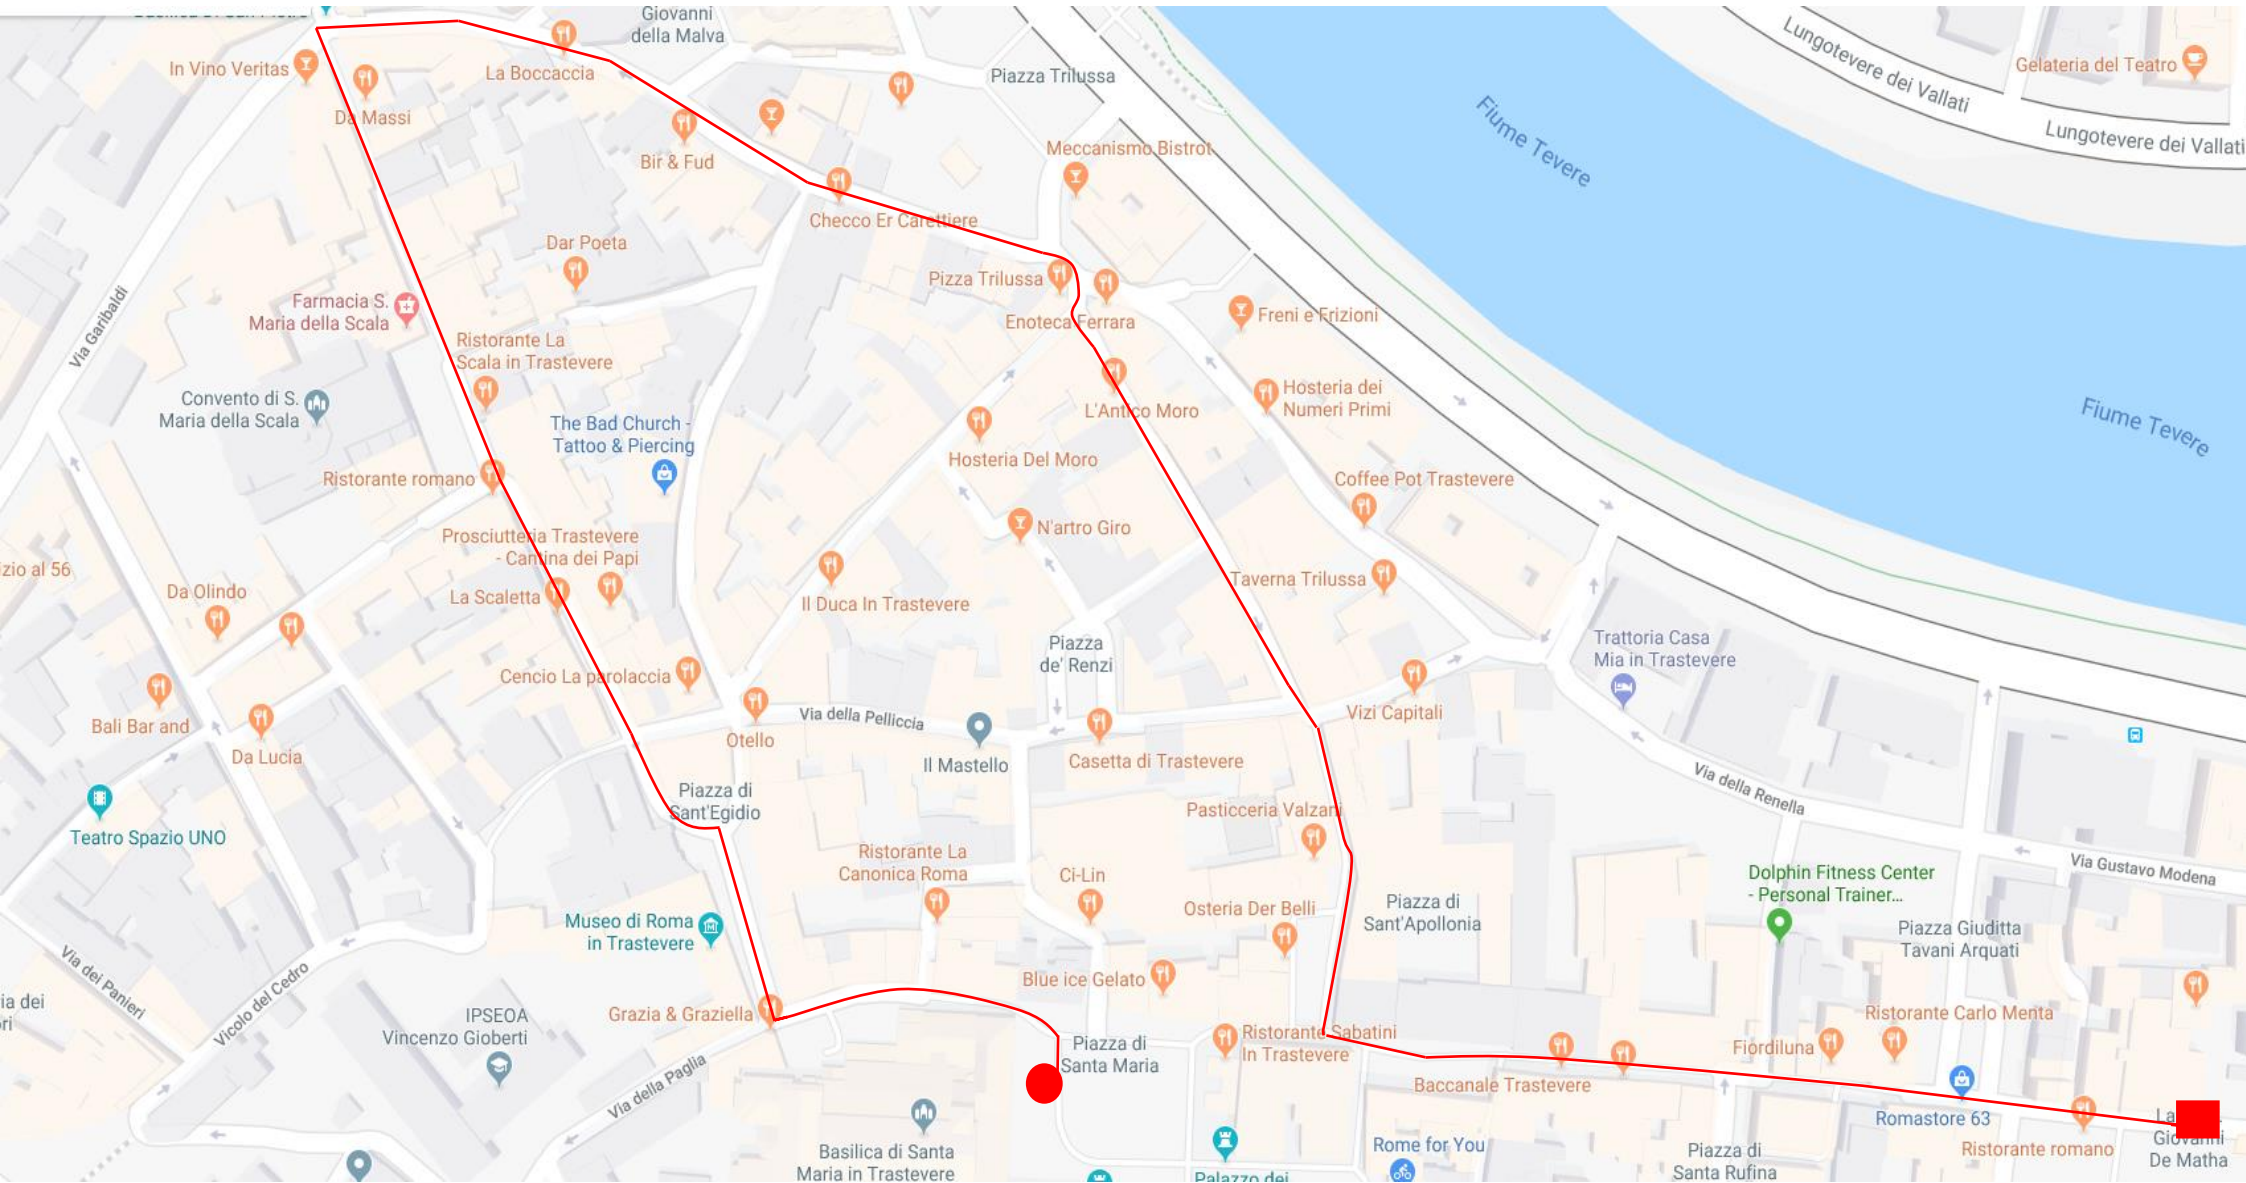 Giovanni
della Malva
In Vino Veritas
La Boccaccia
Da Massi
Bir & Fud
Piazza Trilussa
Meccanismo Bistrot
Checco Er Carettiere
Lungotevere dei Vallati
Gelateria del Teatro
Lungotevere dei Vallati
Fiume Tevere
Dar Poeta
Pizza Trilussa
Enoteca Ferrara
Freni e Frizioni
Via Garibaldi
Farmacia S.
Maria della Scala
Ristorante La
Scala in Trastevere
Convento di S.
Maria della Scala
The Bad Church -
Tattoo & Piercing
L'Antico Moro
Hosteria dei
Numeri Primi
Fiume Tevere
Hosteria Del Moro
Ristorante romano
Coffee Pot Trastevere
Prosciutteria Trastevere
- Cantina dei Papi
N'artro Giro
zio al 56
Da Olindo
La Scaletta
Il Duca In Trastevere
Taverna Trilussa
Piazza
de' Renzi
Trattoria Casa
Mia in Trastevere
Cencio La parolaccia
Bali Bar and
Da Lucia
Otello
Via della Pelliccia
Il Mastello
Casetta di Trastevere
Vizi Capitali
Piazza di
Sant'Egidio
Pasticceria Valzani
Via della Renella
Teatro Spazio UNO
Ristorante La
Canonica Roma
Ci-Lin
Via Gustavo Modena
Dolphin Fitness Center
- Personal Trainer...
Museo di Roma
in Trastevere
Osteria Der Belli
Piazza di
Sant'Apollonia
Piazza Giuditta
Tavani Arquati
Via dei Panieri
Vicolo del Cedro
Blue ice Gelato
ia dei
ri
IPSEOA
Vincenzo Gioberti
Grazia & Graziella
Ristorante Sabatini
In Trastevere
Ristorante Carlo Menta
Fiordiluna
Piazza di
Santa Maria
Via della Paglia
Baccanale Trastevere
Romastore 63
La
Giovanni
De Matha
Basilica di Santa
Maria in Trastevere
Rome for You
Piazza di
Santa Rufina
Ristorante romano
Palazzo dei